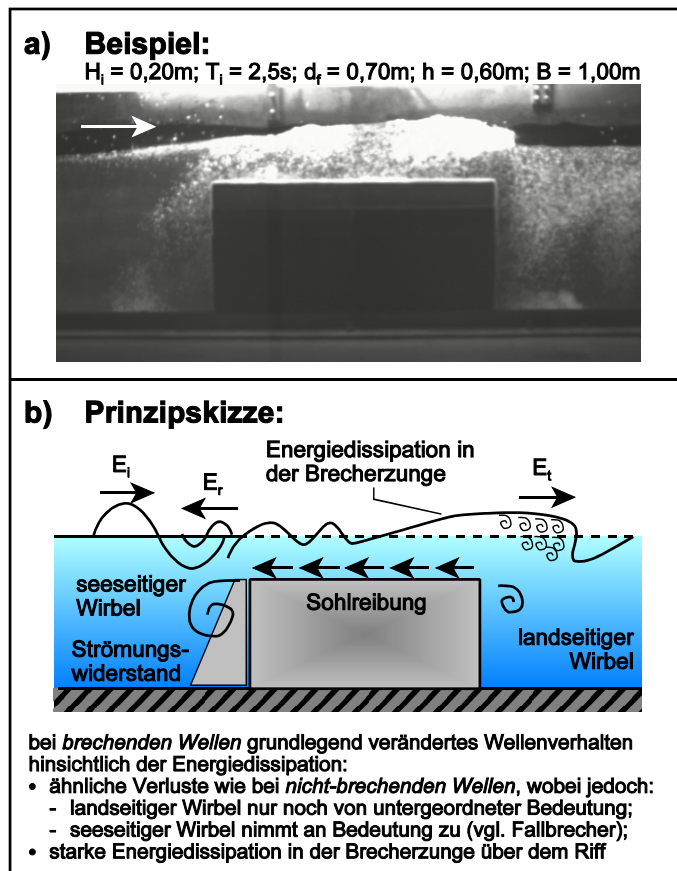 a) Beispiel:
Hi = 0,20m; Ti = 2,5s; df = 0,70m; h = 0,60m; B = 1,00m
b) Prinzipskizze:
Energiedissipation in
der Brecherzunge
Ei
Er
Et
seeseitiger
Wirbel
Sohlreibung
Strömungs-
widerstand
landseitiger
Wirbel
bei brechenden Wellen grundlegend verändertes Wellenverhalten
hinsichtlich der Energiedissipation:
• ähnliche Verluste wie bei nicht-brechenden Wellen, wobei jedoch:
- landseitiger Wirbel nur noch von untergeordneter Bedeutung;
- seeseitiger Wirbel nimmt an Bedeutung zu (vgl. Fallbrecher);
• starke Energiedissipation in der Brecherzunge über dem Riff